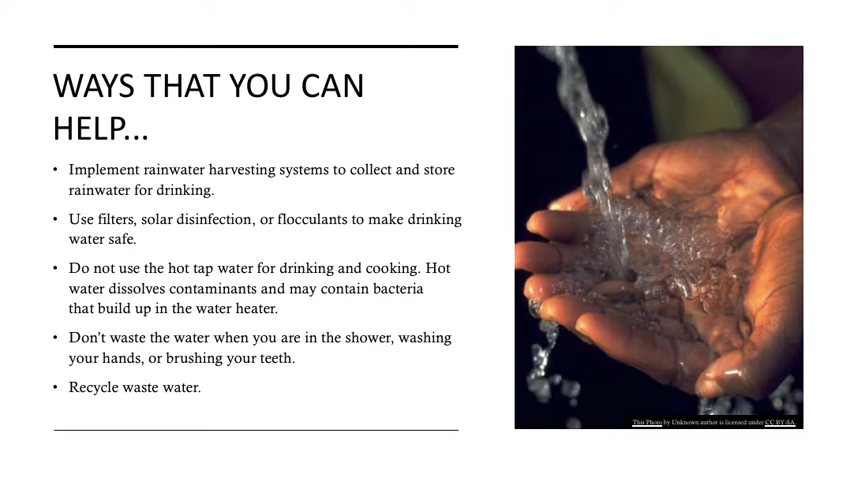 WAYS THAT YOU CAN
HELP...
• Implement rainwater harvesting systems to collect and store
rainwater for drinking.
• Use filters, solar disinfection, or flocculants to make drinking
water safe.
• Do not use the hot tap water for drinking and cooking. Hot
water dissolves contaminants and may contain bacteria
that build up in the water heater.
• Don't waste the water when you are in the shower, washing
your hands, or brushing your teeth.
• Recycle waste water.
This Photo by Unknown author is licensed under CC BY-SA.